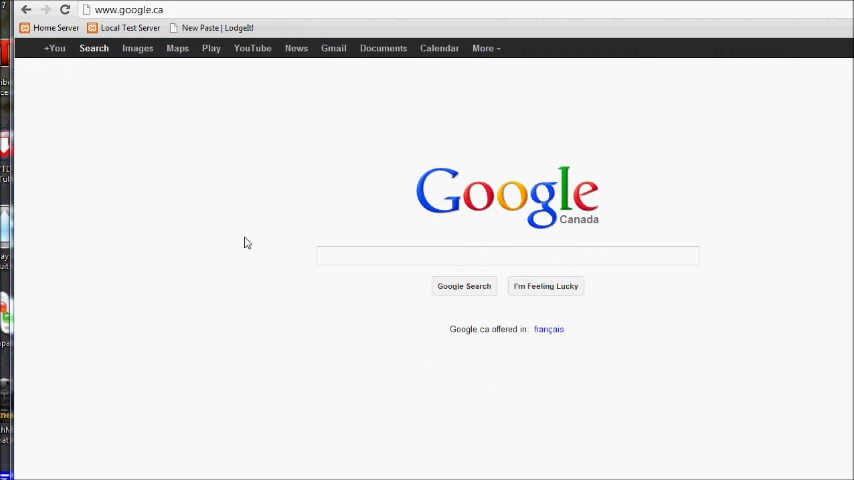 7
www.google.ca
Home Server Local Test Server New Paste | LodgeIt!
+You Search Images Maps Play YouTube News Gmail Documents Calendar More
Google
Canada
Google Search I'm Feeling Lucky
Google.ca offered in: français